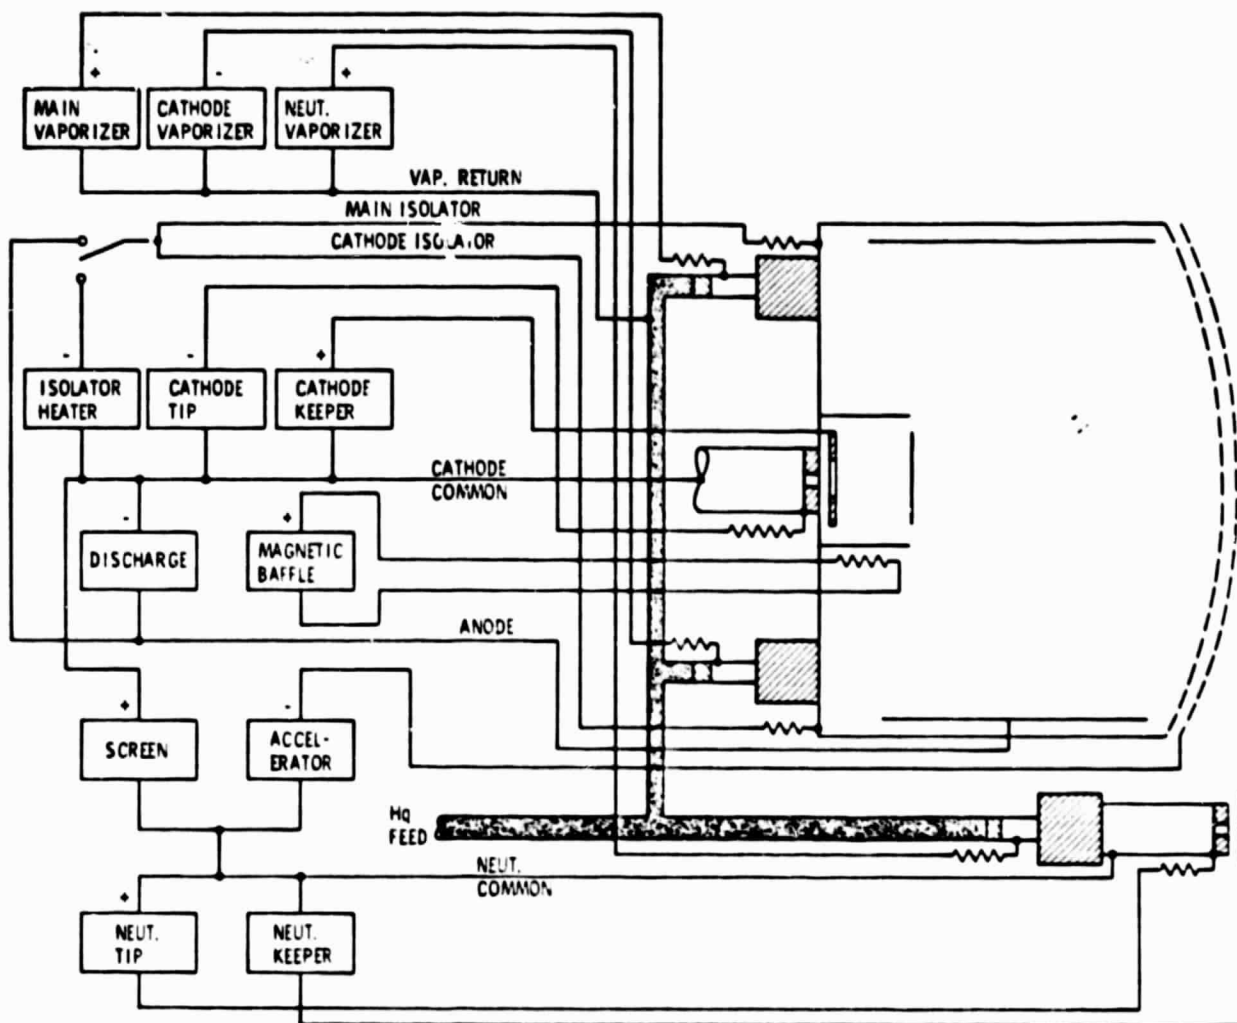 +
-
+
MAIN
VAPORIZER
CATHODE
VAPORIZER
NEUT.
VAPORIZER
VAP. RETURN
MAIN ISOLATOR
CATHODE ISOLATOR
-
-
+
ISOLATOR
HEATER
CATHODE
TIP
CATHODE
KEEPER
CATHODE
COMMON
-
+
DISCHARGE
MAGNETIC
BAFFLE
ANODE
+
-
SCREEN
ACCEL-
ERATOR
Hg
FEED
NEUT.
COMMON
+
NEUT.
TIP
NEUT.
KEEPER